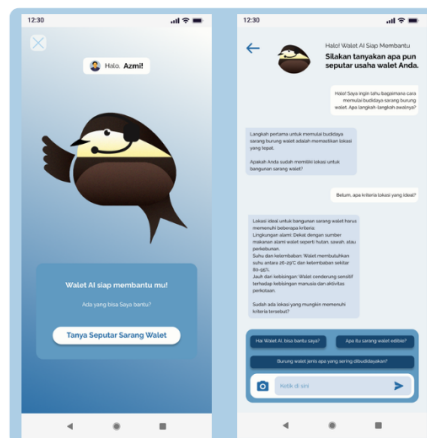 12:30
Halo, Azmi!
Walet AI siap membantu mu!
Ada yang bisa Saya bantu?
Tanya Seputar Sarang Walet
12:30
Halo! Walet AI Siap Membantu
Silakan tanyakan apa pun
seputar usaha walet Anda.
Halo! Saya ingin tahu bagaimana cara
memulai budidaya sarang burung
walet. Apa langkah-langkah awalnya?
Langkah pertama untuk memulai budidaya
sarang burung walet adalah memastikan lokasi
yang tepat.
Apakah Anda sudah memiliki lokasi untuk
bangunan sarang walet?
Belum, apa kriteria lokasi yang ideal?
Lokasi ideal untuk bangunan sarang walet harus
memenuhi beberapa kriteria:
Lingkungan alami: Dekat dengan sumber
makanan alami walet seperti hutan, sawah, atau
perkebunan.
Suhu dan kelembaban: Walet membutuhkan
suhu antara 26-29°C dan kelembaban sekitar
80-95%.
Jauh dari kebisingan: Walet cenderung sensitif
terhadap kebisingan manusia dan aktivitas
perkotaan.
Sudah ada lokasi yang mungkin memenuhi
kriteria tersebut?
Hai Walet AI, bisa bantu saya?
Apa itu sarang walet edible?
Burung walet jenis apa yang sering dibudidayakan?
Ketik di sini